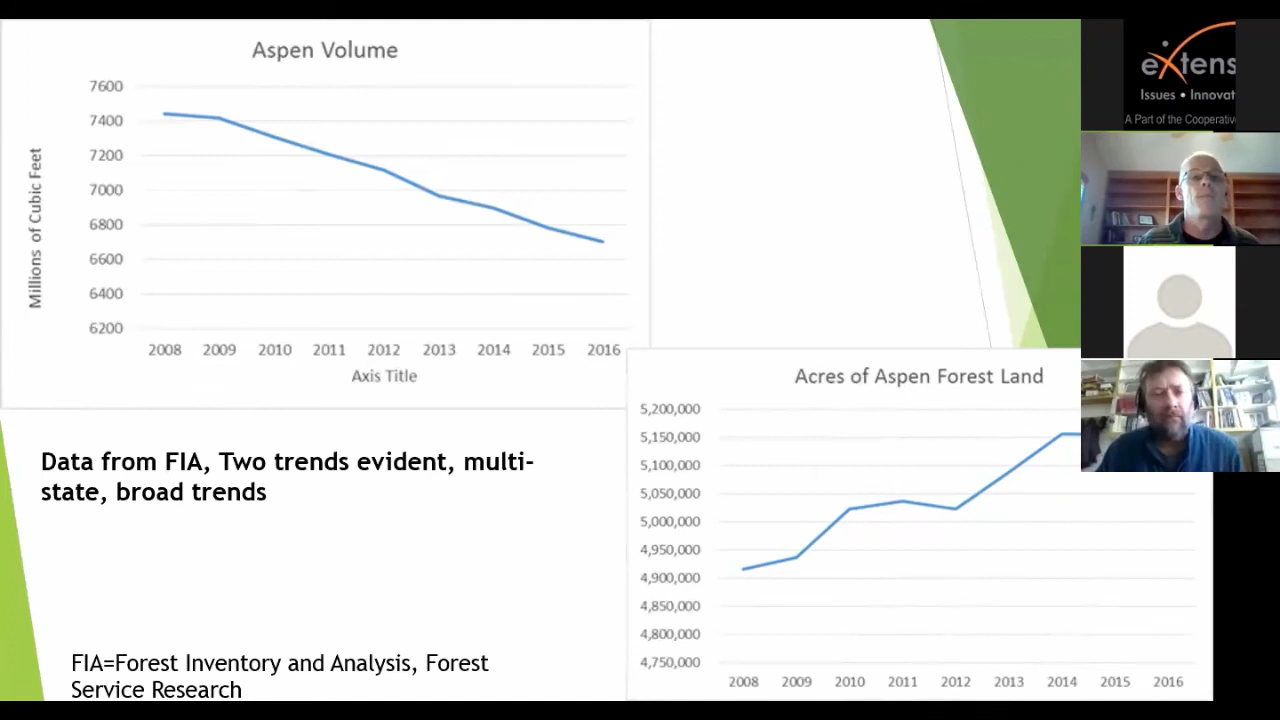 Aspen Volume
7600
7400
7200
7000
6800
6600
6400
6200
Millions of Cubic Feet
2008 2009 2010 2011 2012 2013 2014 2015 2016
Axis Title
Data from FIA, Two trends evident, multi-
state, broad trends
FIA=Forest Inventory and Analysis, Forest
Service Research
Acres of Aspen Forest Land
5,200,000
5,150,000
5,100,000
5,050,000
5,000,000
4,950,000
4,900,000
4,850,000
4,800,000
4,750,000
2008 2009 2010 2011 2012 2013 2014 2015 2016
eXtens
Issues • Innovat
A Part of the Cooperativ